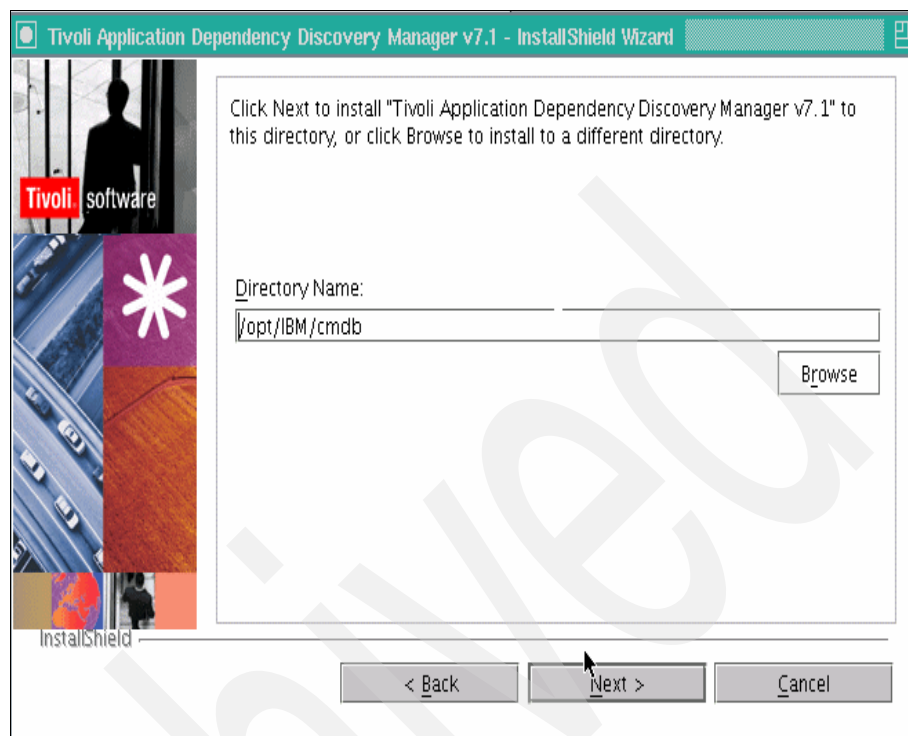 Tivoli Application Dependency Discovery Manager v7.1 - InstallShield Wizard
Click Next to install "Tivoli Application Dependency Discovery Manager v7.1" to
this directory, or click Browse to install to a different directory.
Tivoli. software
Directory Name:
/opt/IBM/cmdb
Browse
InstallShield
< Back
Next >
Cancel